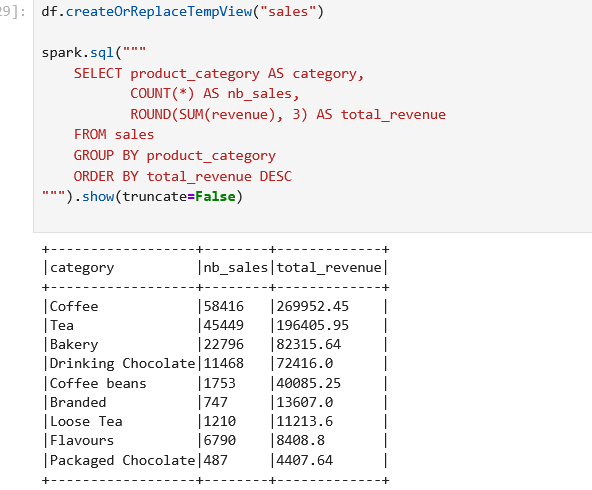 29]:
df.createOrReplaceTempView("sales")
spark.sql("""
    SELECT product_category AS category,
           COUNT(*) AS nb_sales,
           ROUND(SUM(revenue), 3) AS total_revenue
    FROM sales
    GROUP BY product_category
    ORDER BY total_revenue DESC
""").show(truncate=False)
+------------------+--------+-------------+
|category          |nb_sales|total_revenue|
+------------------+--------+-------------+
|Coffee            |58416   |269952.45    |
|Tea               |45449   |196405.95    |
|Bakery            |22796   |82315.64     |
|Drinking Chocolate|11468   |72416.0      |
|Coffee beans      |1753    |40085.25     |
|Branded           |747     |13607.0      |
|Loose Tea         |1210    |11213.6      |
|Flavours          |6790    |8408.8       |
|Packaged Chocolate|487     |4407.64      |
+------------------+--------+-------------+